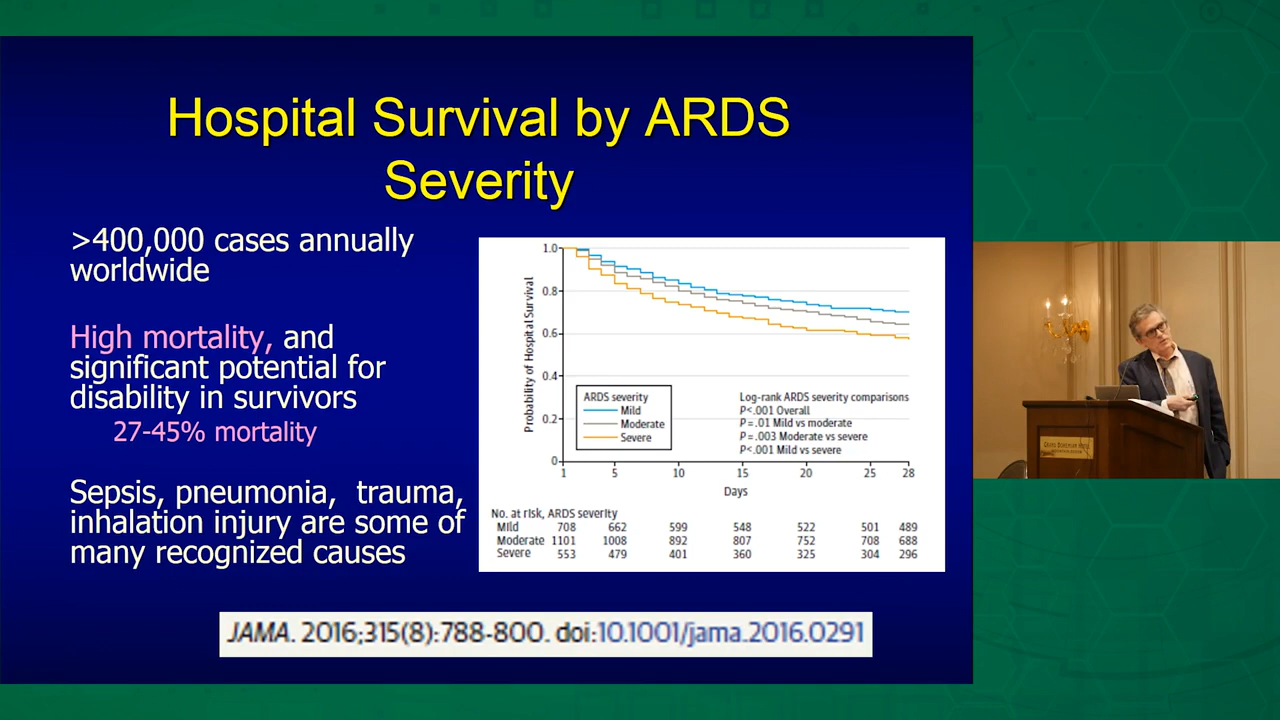 Hospital Survival by ARDS
Severity
>400,000 cases annually
worldwide
High mortality, and
significant potential for
disability in survivors
27-45% mortality
Sepsis, pneumonia,  trauma,
inhalation injury are some of
many recognized causes
Probability of Hospital Survival
1.0
0.8
0.6
0.4
0.2
0
ARDS severity
Mild
Moderate
Severe
Log-rank ARDS severity comparisons
P<.001 Overall
P=.01 Mild vs moderate
P=.003 Moderate vs severe
P<.001 Mild vs severe
1 5 10 15 20 25 28
Days
No. at risk, ARDS severity
Mild 708 662 599 548 522 501 489
Moderate 1101 1008 892 807 752 708 688
Severe 553 479 401 360 325 304 296
JAMA. 2016;315(8):788-800. doi:10.1001/jama.2016.0291